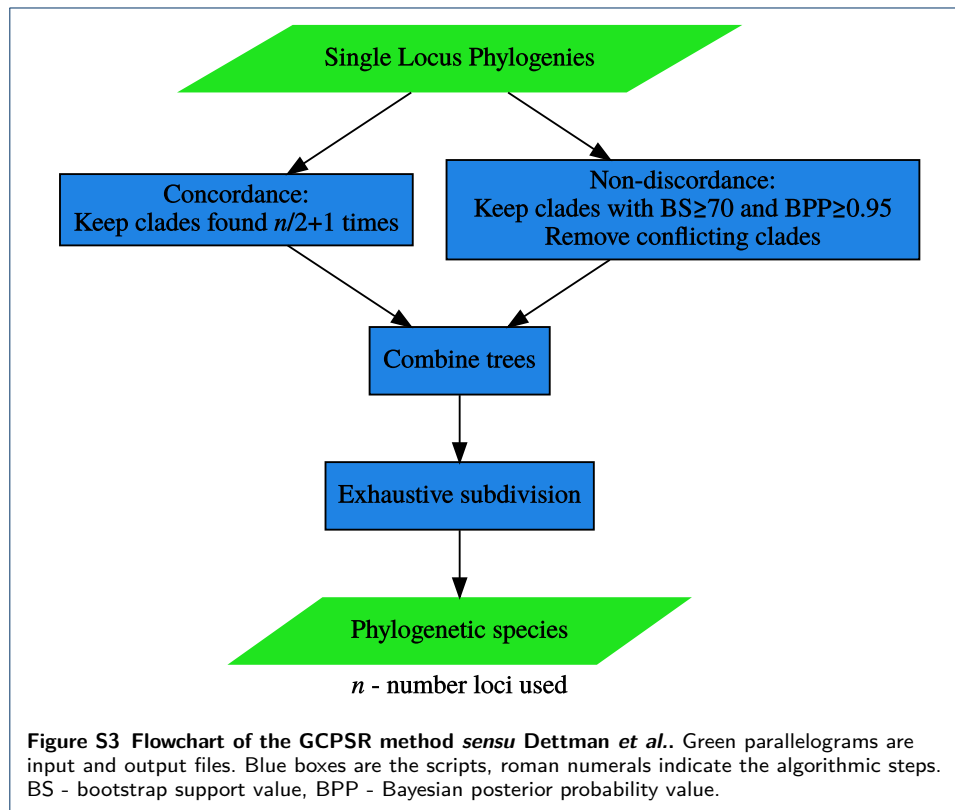 Single Locus Phylogenies
Concordance:
Keep clades found n/2+1 times
Non-discordance:
Keep clades with BS≥70 and BPP≥0.95
Remove conflicting clades
Combine trees
Exhaustive subdivision
Phylogenetic species
n - number loci used
Figure S3 Flowchart of the GCPSR method sensu Dettman et al.. Green parallelograms are
input and output files. Blue boxes are the scripts, roman numerals indicate the algorithmic steps.
BS - bootstrap support value, BPP - Bayesian posterior probability value.